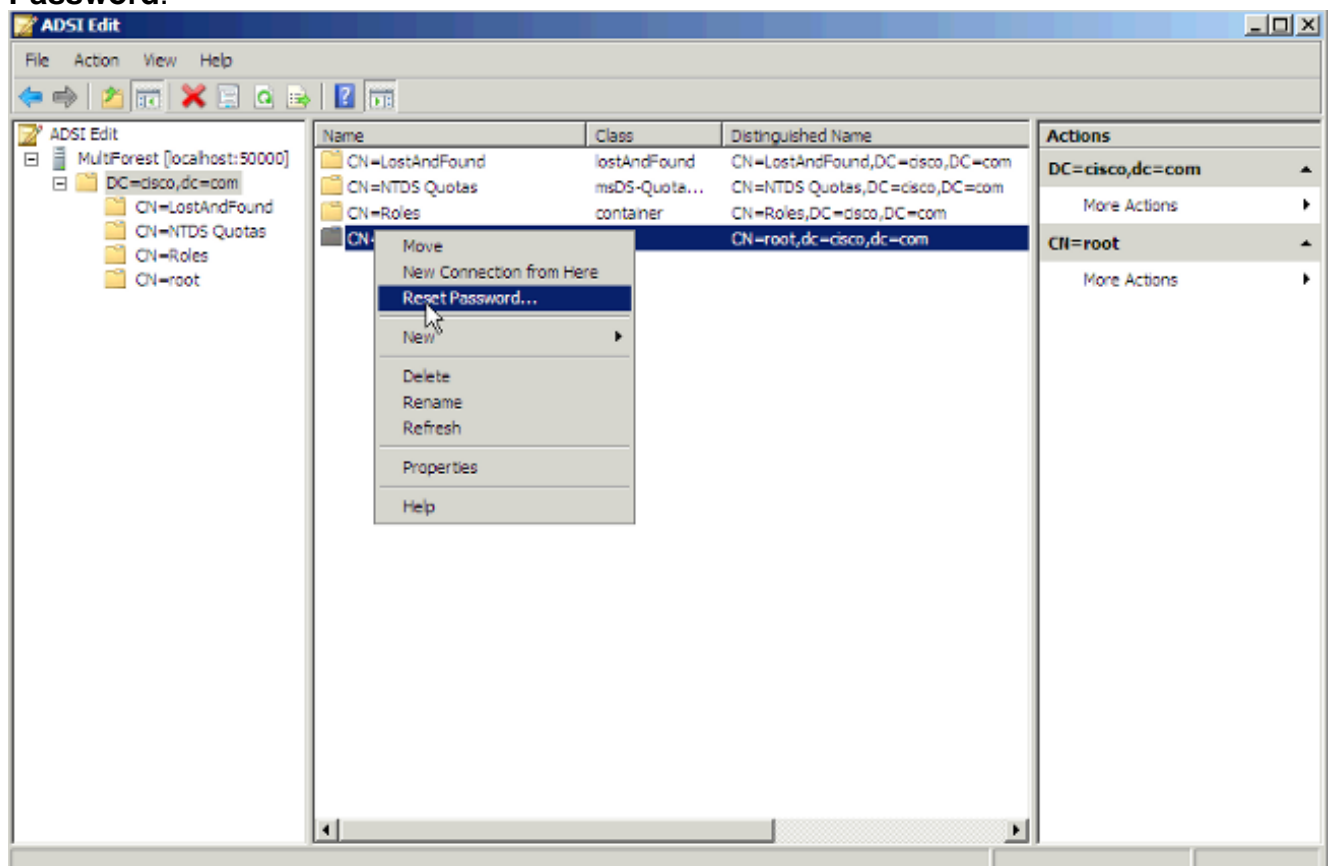 Password.
ADSI Edit
File Action View Help
ADSI Edit
MultiForest [localhost:50000]
DC=cisco,dc=com
CN=LostAndFound
CN=NTDS Quotas
CN=Roles
CN=root
Name Class Distinguished Name
CN=LostAndFound lostAndFound CN=LostAndFound,DC=cisco,DC=com
CN=NTDS Quotas msDS-Quota... CN=NTDS Quotas,DC=cisco,DC=com
CN=Roles container CN=Roles,DC=cisco,DC=com
CN=root,dc=cisco,dc=com
Move
New Connection from Here
Reset Password...
New
Delete
Rename
Refresh
Properties
Help
Actions
DC=cisco,dc=com
More Actions
CN=root
More Actions